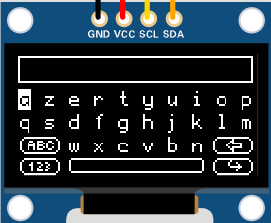 GND VCC SCL SDA
a z e r t y u i o p
q s d f g h j k l m
ABC w x c v b n
123